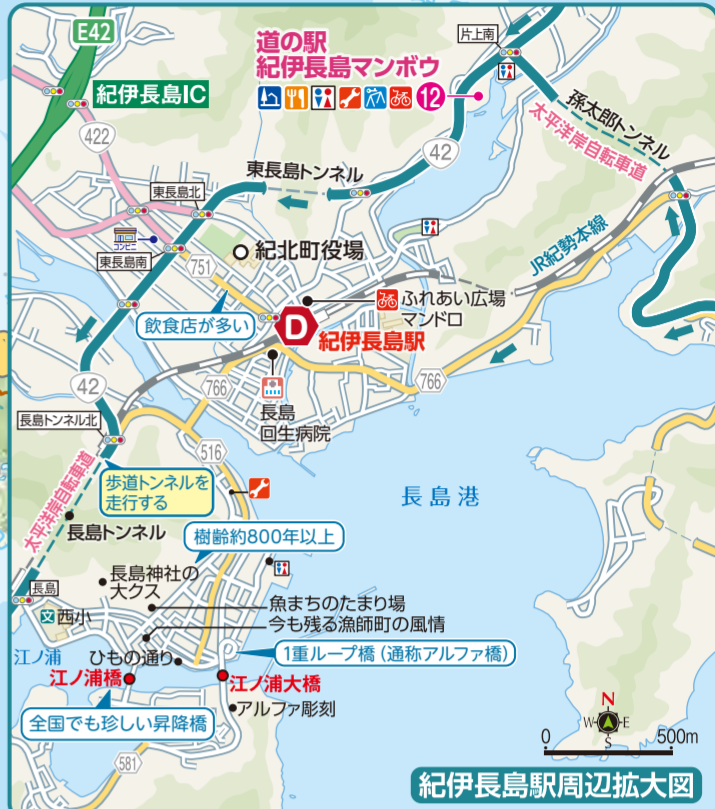 E42
道の駅
紀伊長島マンボウ
12
片上南
紀伊長島IC
422
孫太郎トンネル
太平洋岸自転車道
42
東長島トンネル
東長島北
コンビニ
東長島南
751
紀北町役場
JR紀勢本線
飲食店が多い
D
紀伊長島駅
ふれあい広場
マンドロ
42
766
766
長島
回生病院
長島トンネル北
516
太平洋岸自転車道
歩道トンネルを
走行する
長島港
長島トンネル
樹齢約800年以上
長島神社の
大クス
長島
文
西小
魚まちのたまり場
今も残る漁師町の風情
江ノ浦
ひもの通り
1重ループ橋(通称アルファ橋)
江ノ浦橋
江ノ浦大橋
アルファ彫刻
全国でも珍しい昇降橋
581
N
W
E
S
0
500m
紀伊長島駅周辺拡大図